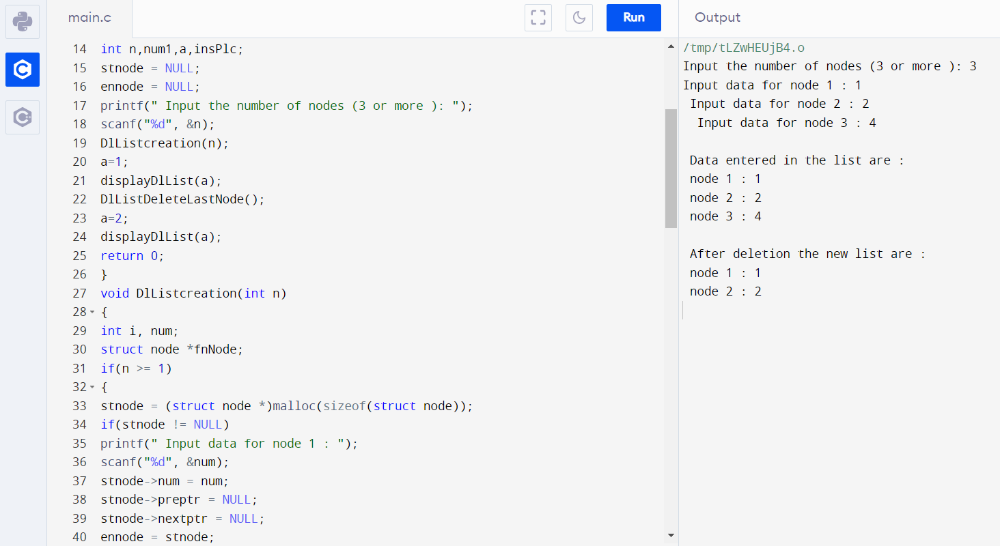 main.c
Run
Output
14 int n,num1,a,insPlc;
15 stnode = NULL;
16 ennode = NULL;
17 printf(" Input the number of nodes (3 or more ): ");
18 scanf("%d", &n);
19 DlListcreation(n);
20 a=1;
21 displayDlList(a);
22 DlListDeleteLastNode();
23 a=2;
24 displayDlList(a);
25 return 0;
26 }
27 void DlListcreation(int n)
28 {
29 int i, num;
30 struct node *fnNode;
31 if(n >= 1)
32 {
33 stnode = (struct node *)malloc(sizeof(struct node));
34 if(stnode != NULL)
35 printf(" Input data for node 1 : ");
36 scanf("%d", &num);
37 stnode->num = num;
38 stnode->preptr = NULL;
39 stnode->nextptr = NULL;
40 ennode = stnode;
/tmp/tLZwHEUjB4.o
Input the number of nodes (3 or more ): 3
Input data for node 1 : 1
Input data for node 2 : 2
Input data for node 3 : 4
Data entered in the list are :
node 1 : 1
node 2 : 2
node 3 : 4
After deletion the new list are :
node 1 : 1
node 2 : 2